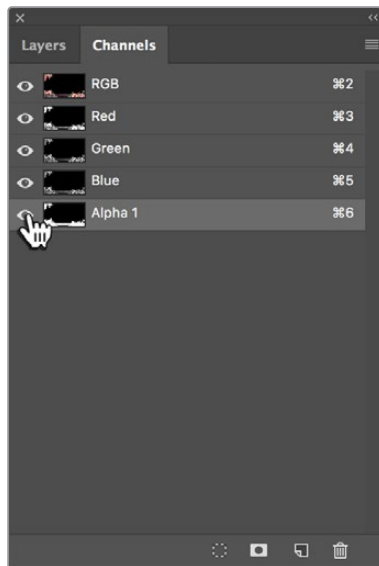 Layers Channels
RGB ⌘2
Red ⌘3
Green ⌘4
Blue ⌘5
Alpha 1 ⌘6